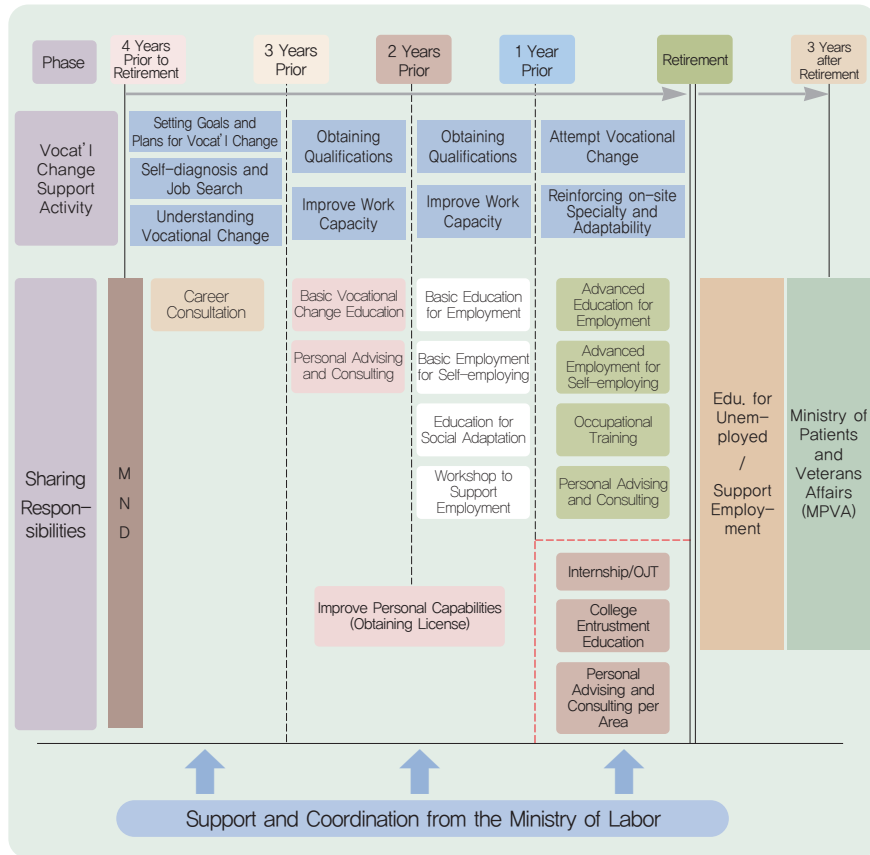 Phase
4 Years
Prior to
Retirement
3 Years
Prior
2 Years
Prior
1 Year
Prior
Retirement
3 Years
after
Retirement
Vocat'l
Change
Support
Activity
Setting Goals and
Plans for Vocat'l Change
Self-diagnosis and
Job Search
Understanding
Vocational Change
Obtaining
Qualifications
Improve Work
Capacity
Obtaining
Qualifications
Improve Work
Capacity
Attempt Vocational
Change
Reinforcing on-site
Specialty and
Adaptability
Sharing
Respon-
sibilities
M
N
D
Career
Consultation
Basic Vocational
Change Education
Personal Advising
and Consulting
Basic Education
for Employment
Basic Employment
for Self-employing
Education for
Social Adaptation
Workshop to
Support
Employment
Improve Personal Capabilities
(Obtaining License)
Advanced
Education for
Employment
Advanced
Employment for
Self-employing
Occupational
Training
Personal Advising
and Consulting
Internship/OJT
College
Entrustment
Education
Personal
Advising and
Consulting per
Area
Edu. for
Unem-
ployed
/
Support
Employ-
ment
Ministry of
Patients
and
Veterans
Affairs
(MPVA)
Support and Coordination from the Ministry of Labor